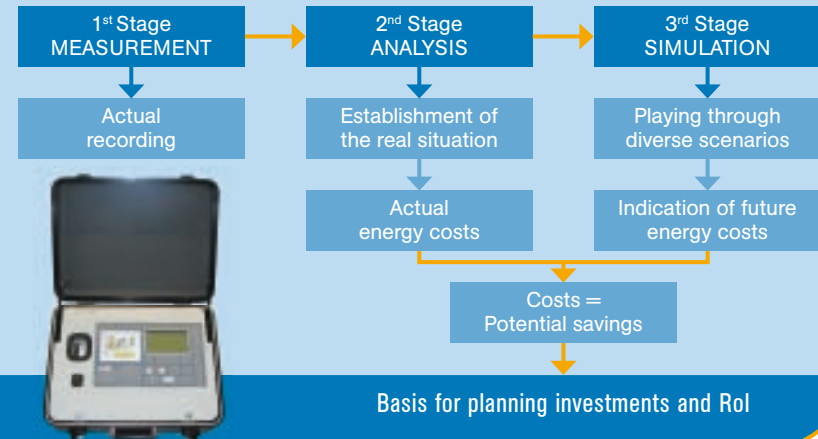 1st Stage
MEASUREMENT
2nd Stage
ANALYSIS
3rd Stage
SIMULATION
Actual
recording
Establishment of
the real situation
Playing through
diverse scenarios
Actual
energy costs
Indication of future
energy costs
Costs =
Potential savings
Basis for planning investments and RoI